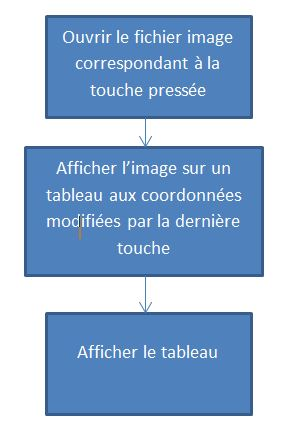 Ouvrir le fichier image
correspondant à la
touche pressée
Afficher l’image sur un
tableau aux coordonnées
modifiées par la dernière
touche
Afficher le tableau